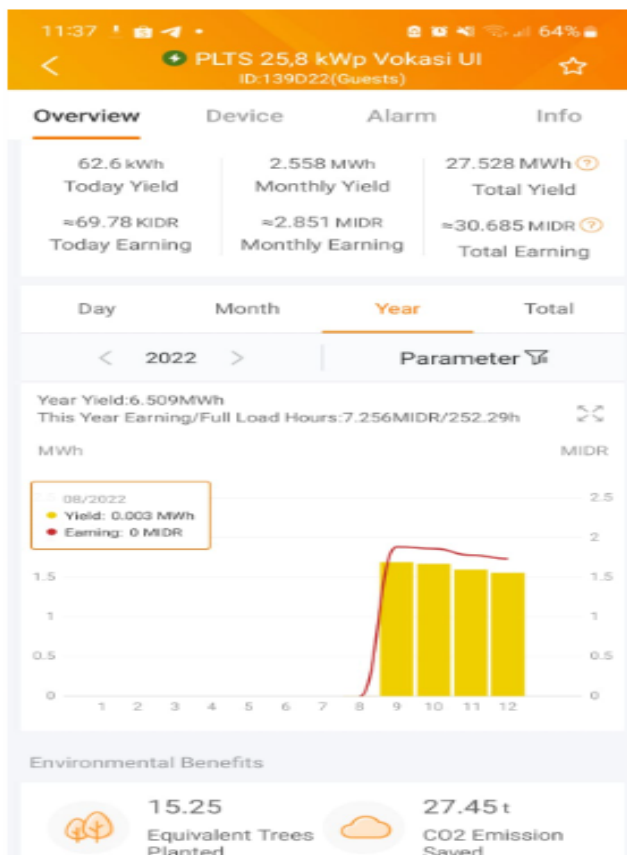 11:37 64%
PLTS 25,8 kWp Vokasi UI
ID:139D22(Guests)
Overview Device Alarm Info
62.6 kWh 2.558 MWh 27.528 MWh ?
Today Yield Monthly Yield Total Yield
≈69.78 KIDR ≈2.851 MIDR ≈30.685 MIDR ?
Today Earning Monthly Earning Total Earning
Day Month Year Total
< 2022 > Parameter
Year Yield:6.509MWh
This Year Earning/Full Load Hours:7.256MIDR/252.29h
MWh MIDR
08/2022
Yield: 0.003 MWh
Earning: 0 MIDR
2.5
2
1.5 1.5
1 1
0.5 0.5
0 0
1 2 3 4 5 6 7 8 9 10 11 12
Environmental Benefits
15.25 27.45 t
Equivalent Trees CO2 Emission
Planted Saved